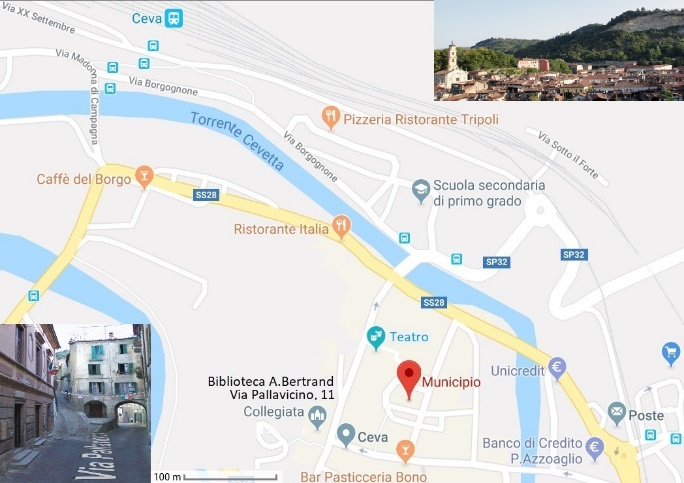 Via XX Settembre
Ceva
Via Madonna di Campagna
Via Borgognone
Torrente Cevetta
Via Borgognone
Pizzeria Ristorante Tripoli
Via Sotto il Forte
Caffè del Borgo
SS28
Scuola secondaria
di primo grado
Ristorante Italia
SP32
SP32
SS28
Teatro
Unicredit
Biblioteca A.Bertrand
Via Pallavicino, 11
Municipio
Collegiata
Ceva
Poste
Banco di Credito
P.Azzoaglio
Bar Pasticceria Bono
100 m